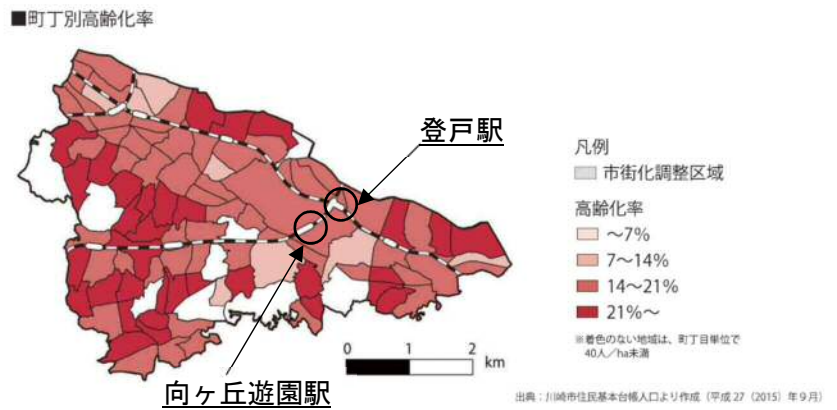 ■町丁別高齢化率
登戸駅
凡例
市街化調整区域
高齢化率
～7%
7～14%
14～21%
21%～
※着色のない地域は、町丁目単位で
40人／ha未満
0 1 2
km
向ヶ丘遊園駅
出典：川崎市住民基本台帳人口より作成（平成27（2015）年9月）